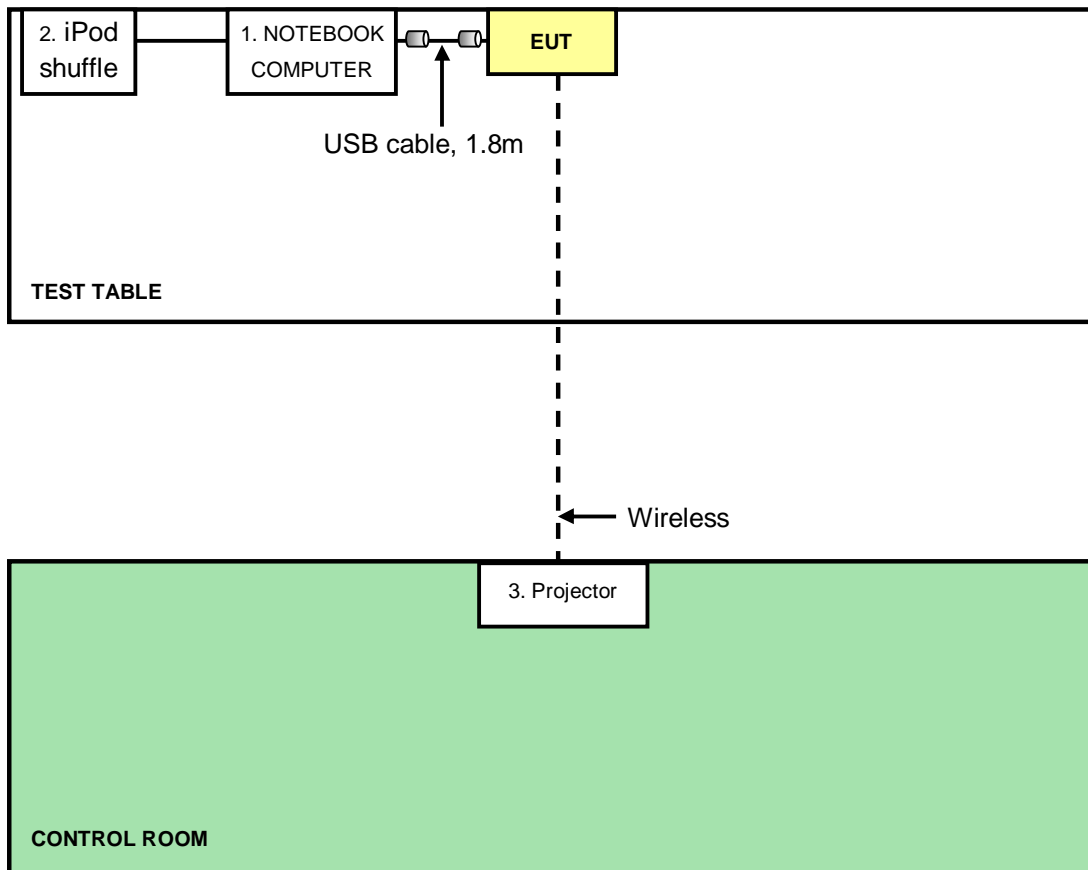 2. iPod
shuffle
1. NOTEBOOK
COMPUTER
EUT
USB cable, 1.8m
TEST TABLE
Wireless
3. Projector
CONTROL ROOM